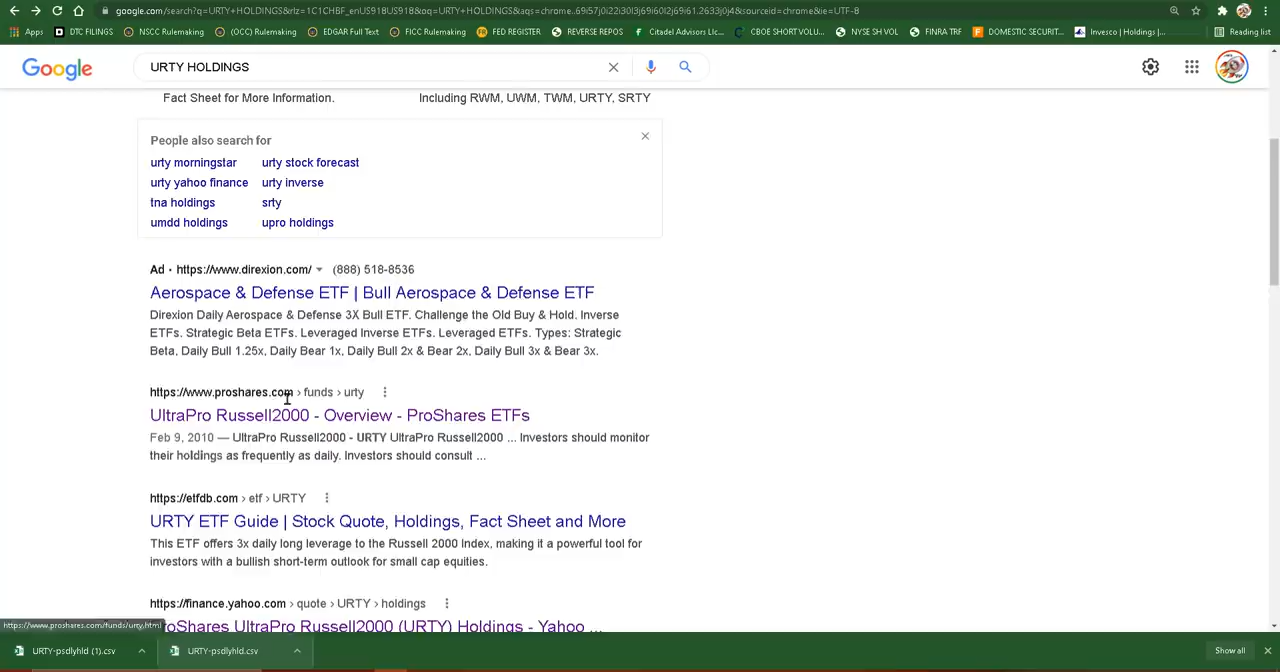 google.com/search?q=URTY+HOLDINGS&rlz=1C1CHBF_enUS918US918&oq=URTY+HOLDINGS&aqs=chrome..69i57j0i22i30l3j69i60l2j69i61.2633j0j4&sourceid=chrome&ie=UTF-8
Apps DTC FILINGS NSCC Rulemaking (OCC) Rulemaking EDGAR Full Text FICC Rulemaking FED REGISTER REVERSE REPOS Citadel Advisors Llc... CBOE SHORT VOLU... NYSE SH VOL FINRA TRF DOMESTIC SECURIT... Invesco | Holdings |... Reading list
Google URTY HOLDINGS
Fact Sheet for More Information. Including RWM, UWM, TWM, URTY, SRTY
People also search for
urty morningstar urty stock forecast
urty yahoo finance urty inverse
tna holdings srty
umdd holdings upro holdings
Ad · https://www.direxion.com/ (888) 518-8536
Aerospace & Defense ETF | Bull Aerospace & Defense ETF
Direxion Daily Aerospace & Defense 3X Bull ETF. Challenge the Old Buy & Hold. Inverse
ETFs. Strategic Beta ETFs. Leveraged Inverse ETFs. Leveraged ETFs. Types: Strategic
Beta, Daily Bull 1.25x, Daily Bear 1x, Daily Bull 2x & Bear 2x, Daily Bull 3x & Bear 3x.
https://www.proshares.com › funds › urty
UltraPro Russell2000 - Overview - ProShares ETFs
Feb 9, 2010 — UltraPro Russell2000 - URTY UltraPro Russell2000 ... Investors should monitor
their holdings as frequently as daily. Investors should consult ...
https://etfdb.com › etf › URTY
URTY ETF Guide | Stock Quote, Holdings, Fact Sheet and More
This ETF offers 3x daily long leverage to the Russell 2000 Index, making it a powerful tool for
investors with a bullish short-term outlook for small cap equities.
https://finance.yahoo.com › quote › URTY › holdings
https://www.proshares.com/funds/urty.html
roShares UltraPro Russell2000 (URTY) Holdings - Yahoo ...
URTY-psdlyhld (1).csv URTY-psdlyhld.csv Show all